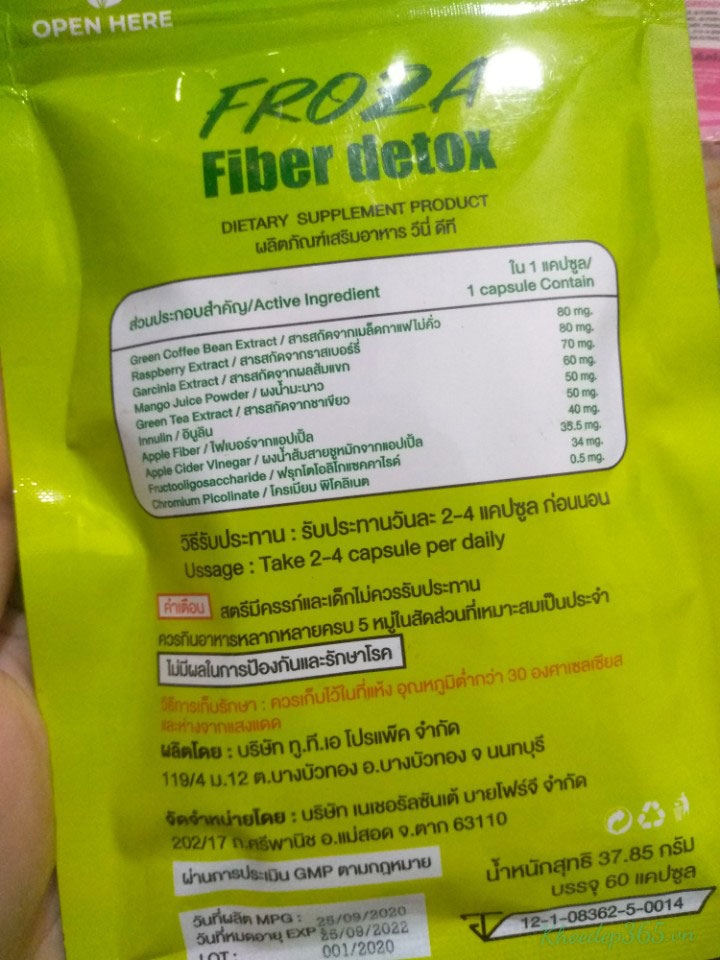 OPEN HERE
FROZA
Fiber detox
DIETARY SUPPLEMENT PRODUCT
ผลิตภัณฑ์เสริมอาหาร วีนี่ ดีที
ส่วนประกอบสำคัญ/Active Ingredient
ใน 1 แคปซูล/
1 capsule Contain
Green Coffee Bean Extract / สารสกัดจากเมล็ดกาแฟไม่คั่ว 80 mg.
Raspberry Extract / สารสกัดจากราสเบอร์รี่ 80 mg.
Garcinia Extract / สารสกัดจากผลส้มแขก 70 mg.
Mango Juice Powder / ผงน้ำมะนาว 60 mg.
Green Tea Extract / สารสกัดจากชาเขียว 50 mg.
Innulin / อินูลิน 50 mg.
Apple Fiber / ไฟเบอร์จากแอปเปิ้ล 40 mg.
Apple Cider Vinegar / ผงน้ำส้มสายชูหมักจากแอปเปิ้ล 35.5 mg.
Fructooligosaccharide / ฟรุกโตโอลิโกแซคคาไรด์ 34 mg.
Chromium Picolinate / โครเมียม พิโคลิเนต 0.5 mg.
วิธีรับประทาน : รับประทานวันละ 2-4 แคปซูล ก่อนนอน
Ussage : Take 2-4 capsule per daily
คำเตือน สตรีมีครรภ์และเด็กไม่ควรรับประทาน
ควรกินอาหารหลากหลายครบ 5 หมู่ในสัดส่วนที่เหมาะสมเป็นประจำ
ไม่มีผลในการป้องกันและรักษาโรค
วิธีการเก็บรักษา : ควรเก็บไว้ในที่แห้ง อุณหภูมิต่ำกว่า 30 องศาเซลเซียส
และห่างจากแสงแดด
ผลิตโดย : บริษัท ทู.ที.เอ โปรแพ็ค จำกัด
119/4 ม.12 ต.บางบัวทอง อ.บางบัวทอง จ นนทบุรี
จัดจำหน่ายโดย : บริษัท เนเชอรัลซันเต้ บายโฟร์จี จำกัด
202/17 ถ.ศรีพานิช อ.แม่สอด จ.ตาก 63110
ผ่านการประเมิน GMP ตามกฎหมาย
น้ำหนักสุทธิ 37.85 กรัม
บรรจุ 60 แคปซูล
วันที่ผลิต MPG : 26/09/2020
วันที่หมดอายุ EXP : 25/09/2022
LOT : 001/2020
12-1-08362-5-0014
Khoedep365.vn